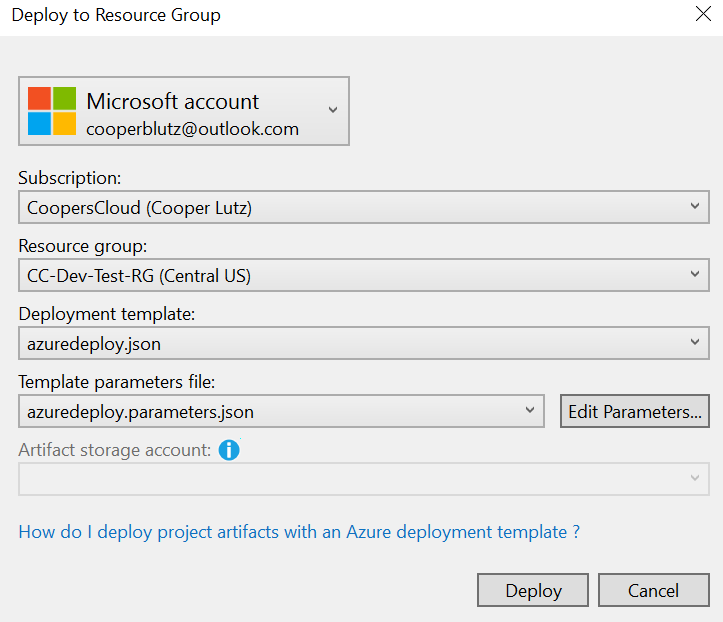 Deploy to Resource Group
Microsoft account
cooperblutz@outlook.com
Subscription:
CoopersCloud (Cooper Lutz)
Resource group:
CC-Dev-Test-RG (Central US)
Deployment template:
azuredeploy.json
Template parameters file:
azuredeploy.parameters.json
Edit Parameters...
Artifact storage account:
How do I deploy project artifacts with an Azure deployment template ?
Deploy
Cancel